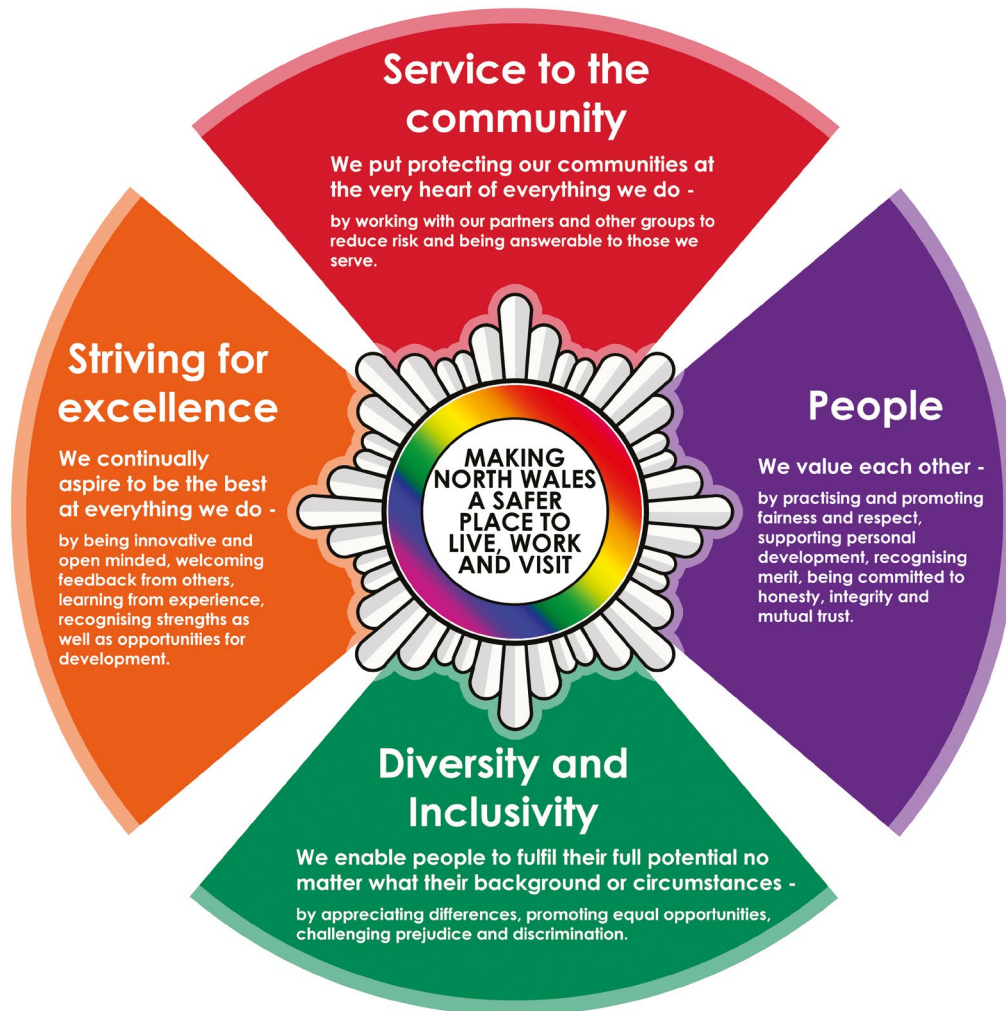 Service to the
community
We put protecting our communities at
the very heart of everything we do -
by working with our partners and other groups to
reduce risk and being answerable to those we
serve.
Striving for
excellence
We continually
aspire to be the best
at everything we do -
by being innovative and
open minded, welcoming
feedback from others,
learning from experience,
recognising strengths as
well as opportunities for
development.
MAKING
NORTH WALES
A SAFER
PLACE TO
LIVE, WORK
AND VISIT
People
We value each other -
by practising and promoting
fairness and respect,
supporting personal
development, recognising
merit, being committed to
honesty, integrity and
mutual trust.
Diversity and
Inclusivity
We enable people to fulfil their full potential no
matter what their background or circumstances -
by appreciating differences, promoting equal opportunities,
challenging prejudice and discrimination.